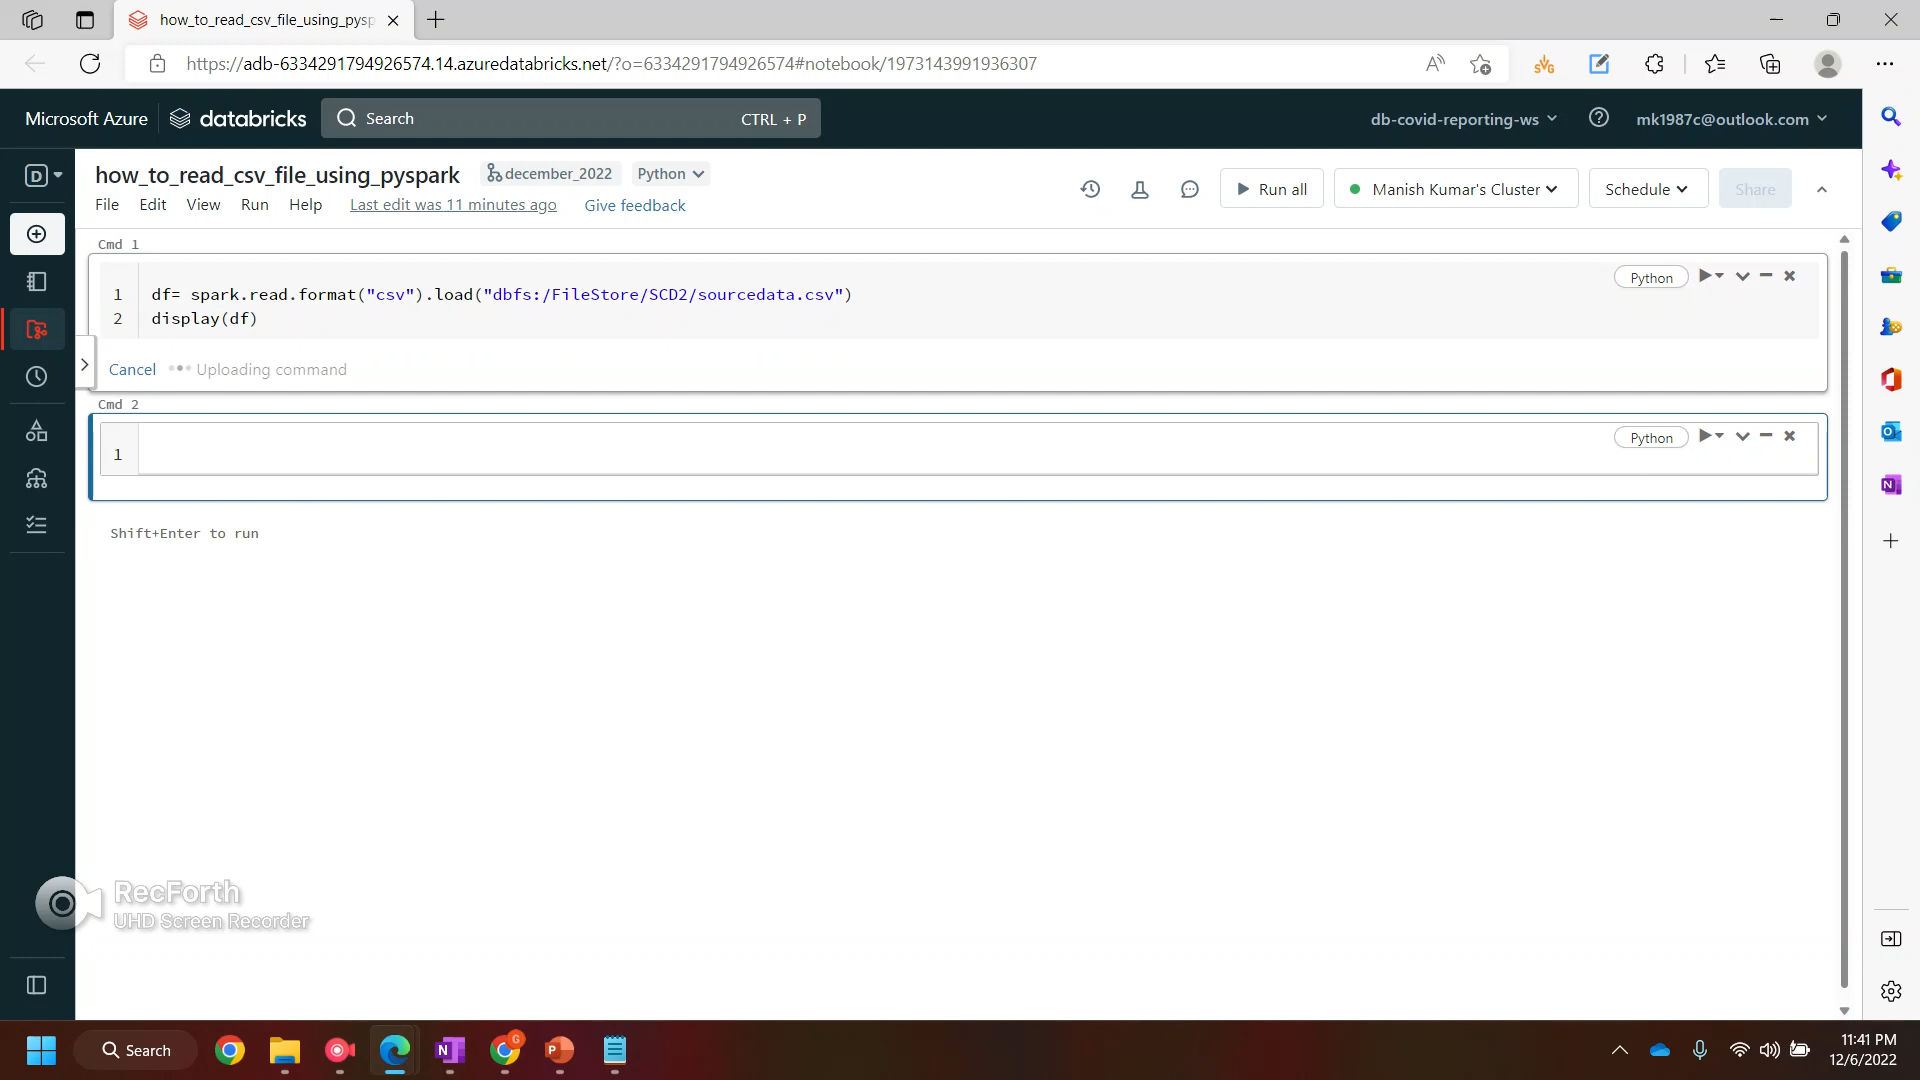 how_to_read_csv_file_using_pysp
https://adb-6334291794926574.14.azuredatabricks.net/?o=6334291794926574#notebook/1973143991936307
Microsoft Azure databricks Search CTRL + P db-covid-reporting-ws mk1987c@outlook.com
D
how_to_read_csv_file_using_pyspark december_2022 Python
File Edit View Run Help Last edit was 11 minutes ago Give feedback
Run all Manish Kumar's Cluster Schedule Share
Cmd 1
Python
1 df= spark.read.format("csv").load("dbfs:/FileStore/SCD2/sourcedata.csv")
2 display(df)
Cancel Uploading command
Cmd 2
Python
1
Shift+Enter to run
RecForth
UHD Screen Recorder
Search
11:41 PM
12/6/2022